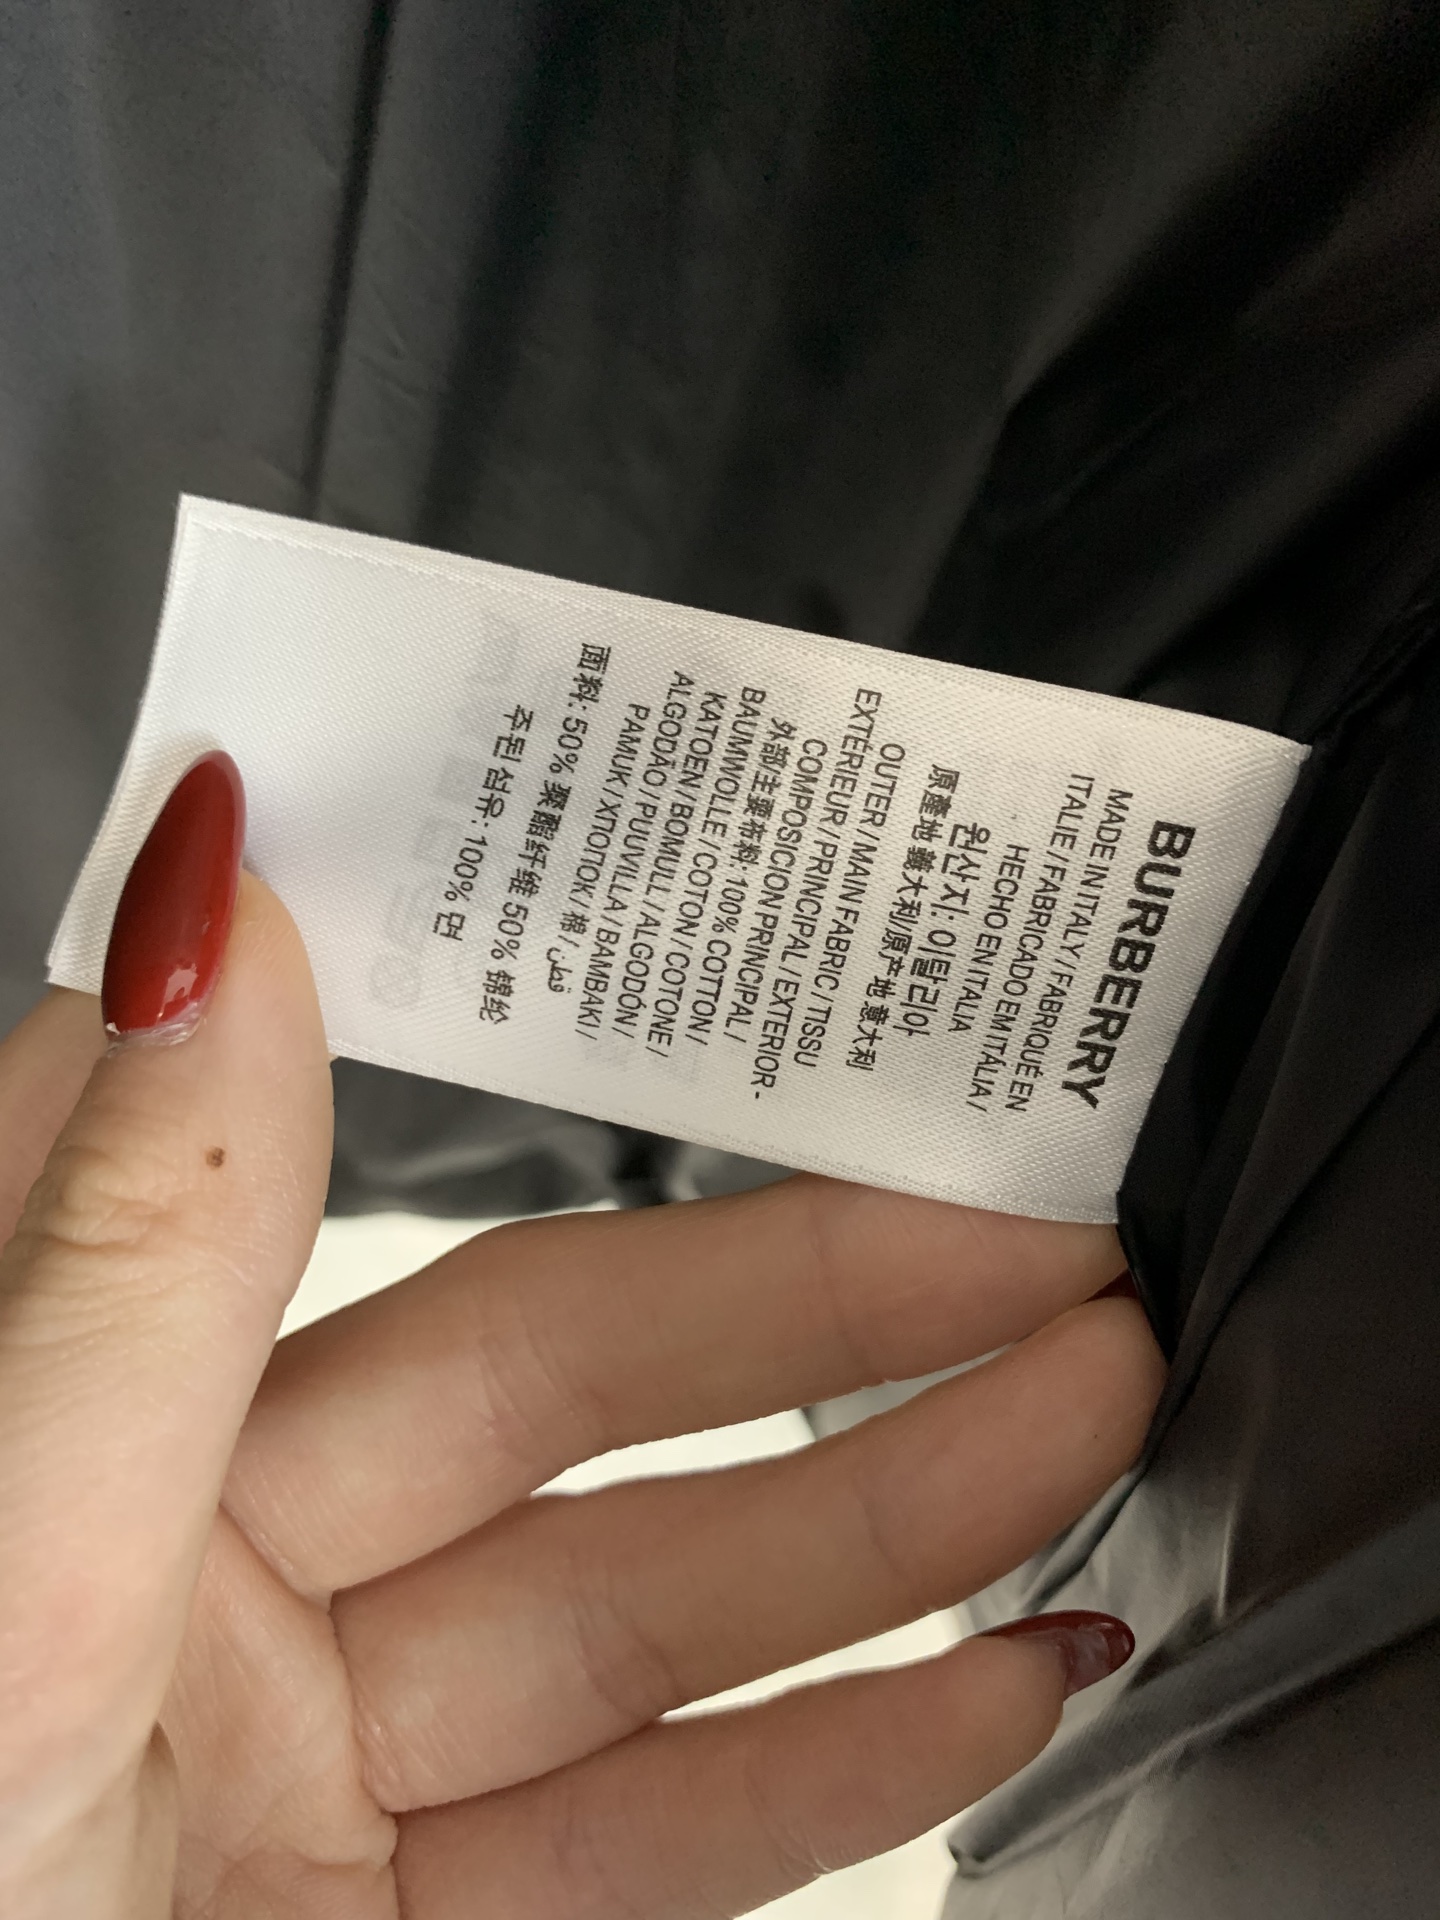 BURBERRY
MADE IN ITALY / FABRIQUÉ EN
ITALIE / FABRICADO EM ITÁLIA /
HECHO EN ITALIA
원산지: 이탈리아
原產地 義大利/原产地 意大利
OUTER / MAIN FABRIC / TISSU
EXTÉRIEUR / PRINCIPAL / EXTERIOR -
COMPOSICION PRINCIPAL /
外部/主要布料: 100% COTTON /
BAUMWOLLE / COTON / COTONE /
KATOEN / BOMULL / ALGODÓN /
ALGODÃO / PUUVILLA / BAMBAKI /
PAMUK / ХЛОПОК / 棉 / قطن
面料: 50% 聚酯纤维 50% 锦纶
주된 섬유: 100% 면